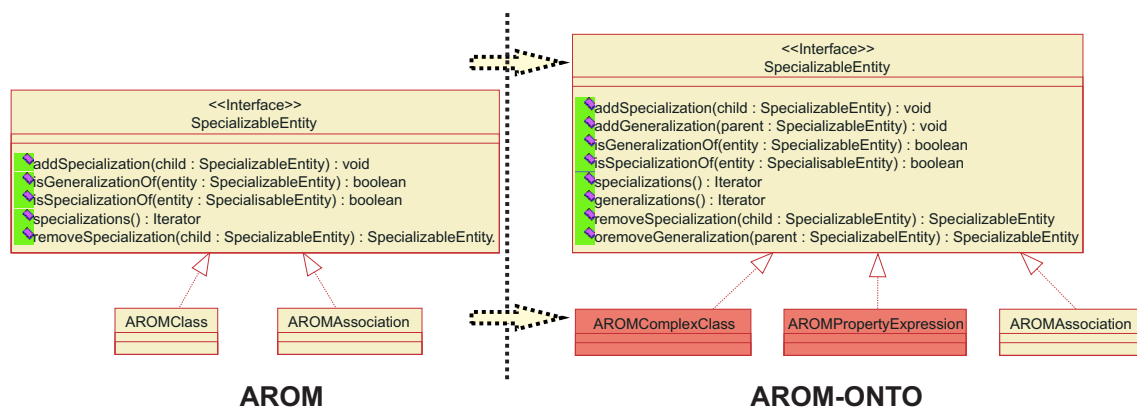 <<Interface>>
SpecializableEntity
addSpecialization(child : SpecializableEntity) : void
isGeneralizationOf(entity : SpecializableEntity) : boolean
isSpecializationOf(entity : SpecialisableEntity) : boolean
specializations() : Iterator
removeSpecialization(child : SpecializableEntity) : SpecializableEntity.
AROMClass
AROMAssociation
AROM
<<Interface>>
SpecializableEntity
addSpecialization(child : SpecializableEntity) : void
addGeneralization(parent : SpecializableEntity) : void
isGeneralizationOf(entity : SpecializableEntity) : boolean
isSpecializationOf(entity : SpecialisableEntity) : boolean
specializations() : Iterator
generalizations() : Iterator
removeSpecialization(child : SpecializableEntity) : SpecializableEntity
oremoveGeneralization(parent : SpecializabelEntity) : SpecializableEntity
AROMComplexClass
AROMPropertyExpression
AROMAssociation
AROM-ONTO